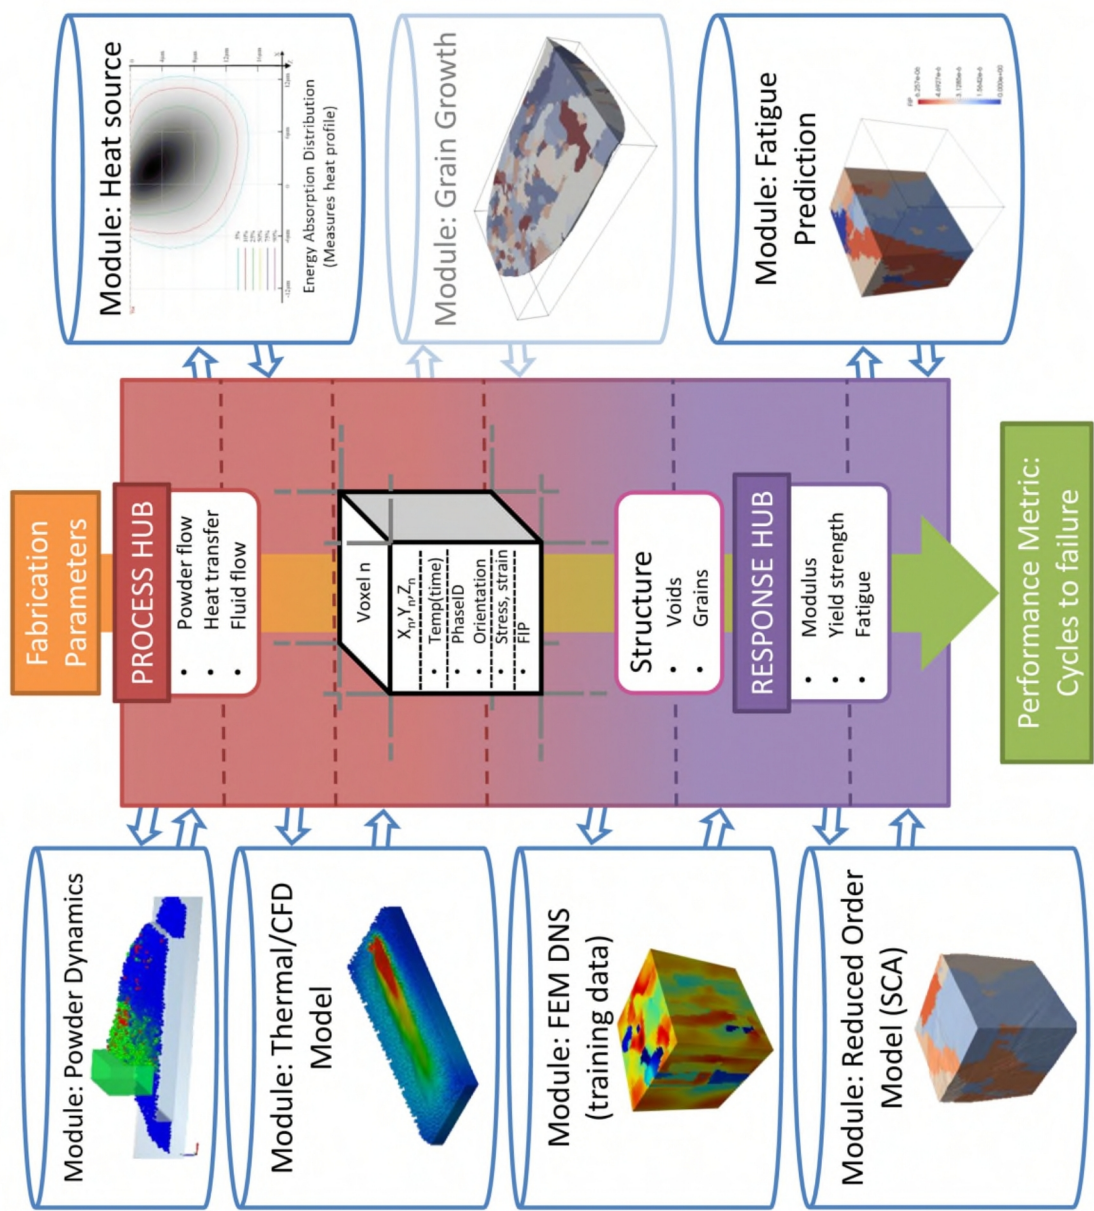 Fabrication
Parameters
PROCESS HUB
• Powder flow
• Heat transfer
• Fluid flow
Voxel n
Xn,Yn,Zn
• Temp(time)
• PhaseID
• Orientation
• Stress, strain
• FIP
Structure
• Voids
• Grains
RESPONSE HUB
• Modulus
• Yield strength
• Fatigue
Performance Metric:
Cycles to failure
Module: Powder Dynamics
Module: Thermal/CFD
Model
Module: FEM DNS
(training data)
Module: Reduced Order
Model (SCA)
Module: Heat source
Energy Absorption Distribution
(Measures heat profile)
Module: Grain Growth
Module: Fatigue
Prediction
FIP